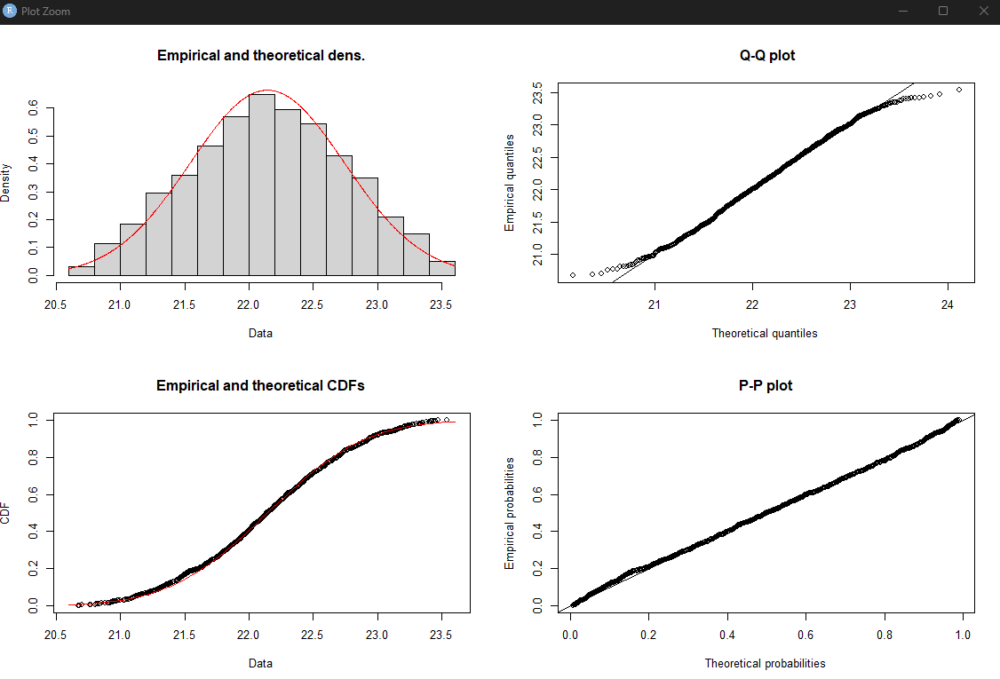 R Plot Zoom
Empirical and theoretical dens.
Density
0.0 0.1 0.2 0.3 0.4 0.5 0.6
20.5 21.0 21.5 22.0 22.5 23.0 23.5
Data
Q-Q plot
Empirical quantiles
21.0 21.5 22.0 22.5 23.0 23.5
21 22 23 24
Theoretical quantiles
Empirical and theoretical CDFs
CDF
0.0 0.2 0.4 0.6 0.8 1.0
20.5 21.0 21.5 22.0 22.5 23.0 23.5
Data
P-P plot
Empirical probabilities
0.0 0.2 0.4 0.6 0.8 1.0
0.0 0.2 0.4 0.6 0.8 1.0
Theoretical probabilities